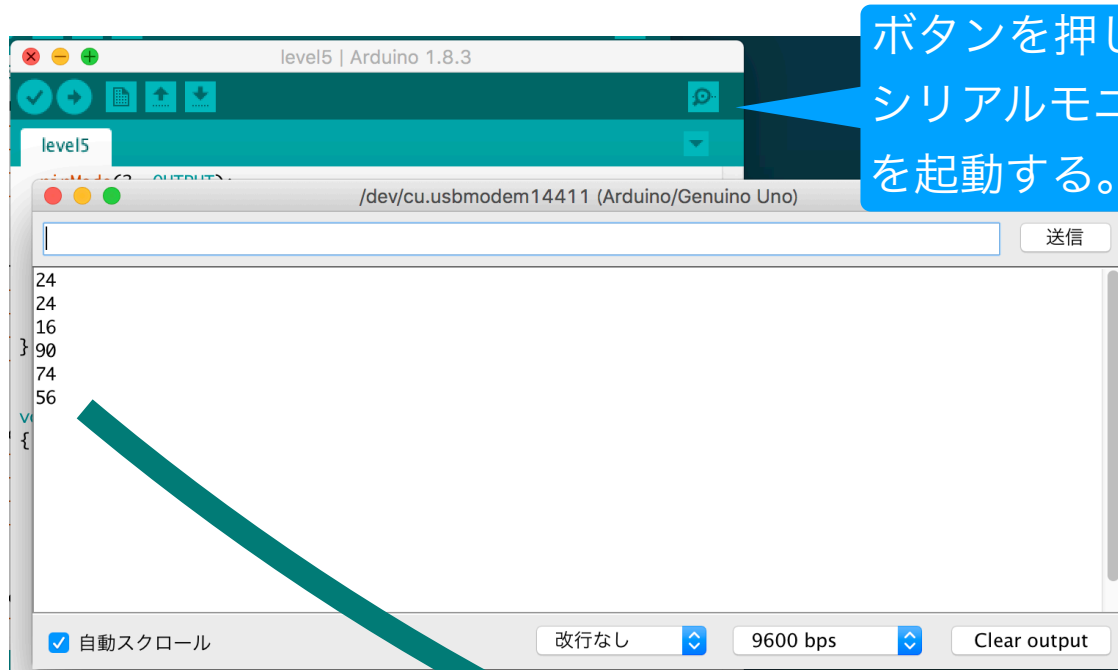 level5 | Arduino 1.8.3
ボタンを押し
シリアルモニ
を起動する。
level5
/dev/cu.usbmodem14411 (Arduino/Genuino Uno)
送信
24
24
16
90
74
56
}
{
自動スクロール
改行なし
9600 bps
Clear output